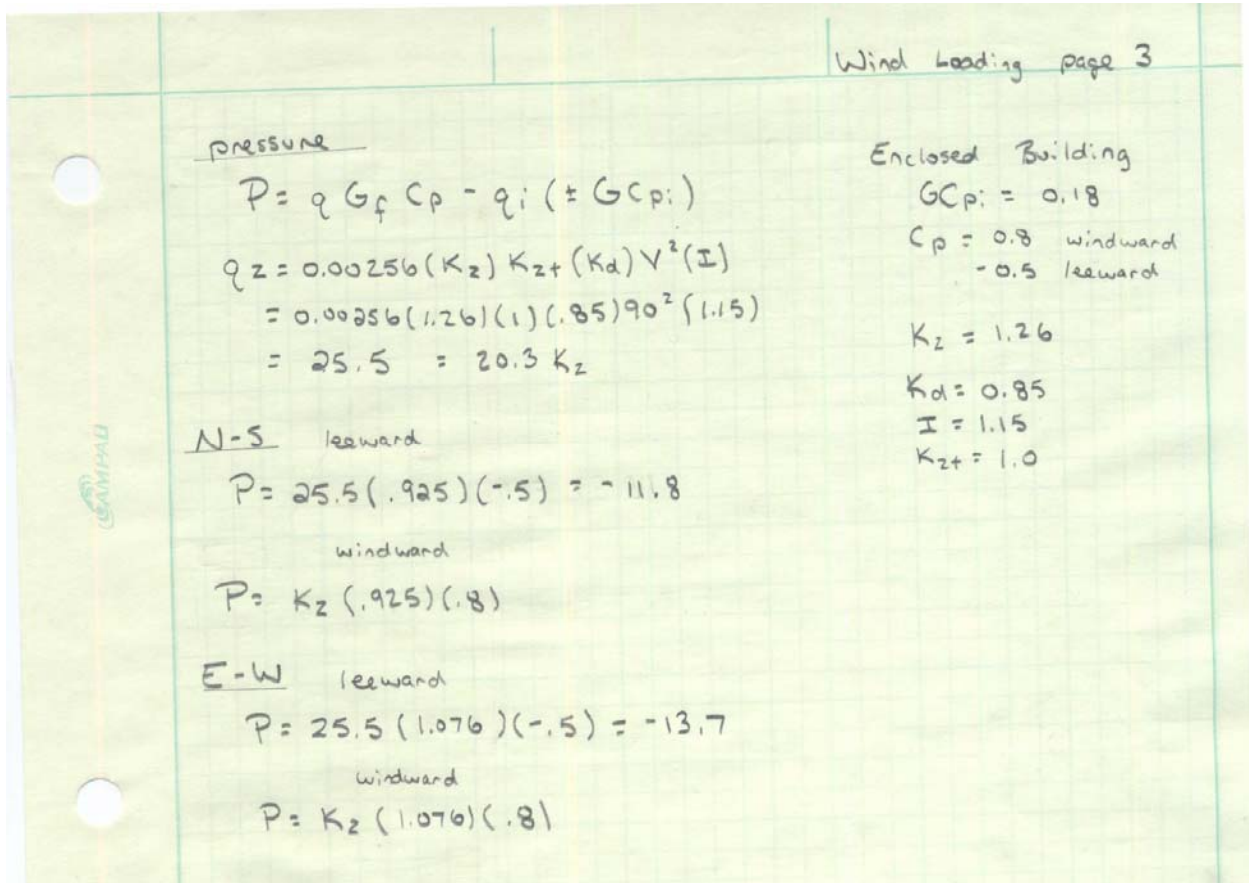 Wind Loading page 3
pressure
P = q Gf Cp - qi (± GCpi)
qz = 0.00256 (Kz) Kzt (Kd) V² (I)
= 0.00256 (1.26) (1) (.85) 90² (1.15)
= 25.5 = 20.3 Kz
N-S leeward
P = 25.5 (.925) (-.5) = -11.8
windward
P = Kz (.925) (.8)
E-W leeward
P = 25.5 (1.076) (-.5) = -13.7
windward
P = Kz (1.076) (.8)
Enclosed Building
GCpi = 0.18
Cp = 0.8 windward
-0.5 leeward
Kz = 1.26
Kd = 0.85
I = 1.15
Kzt = 1.0
CAMPAD